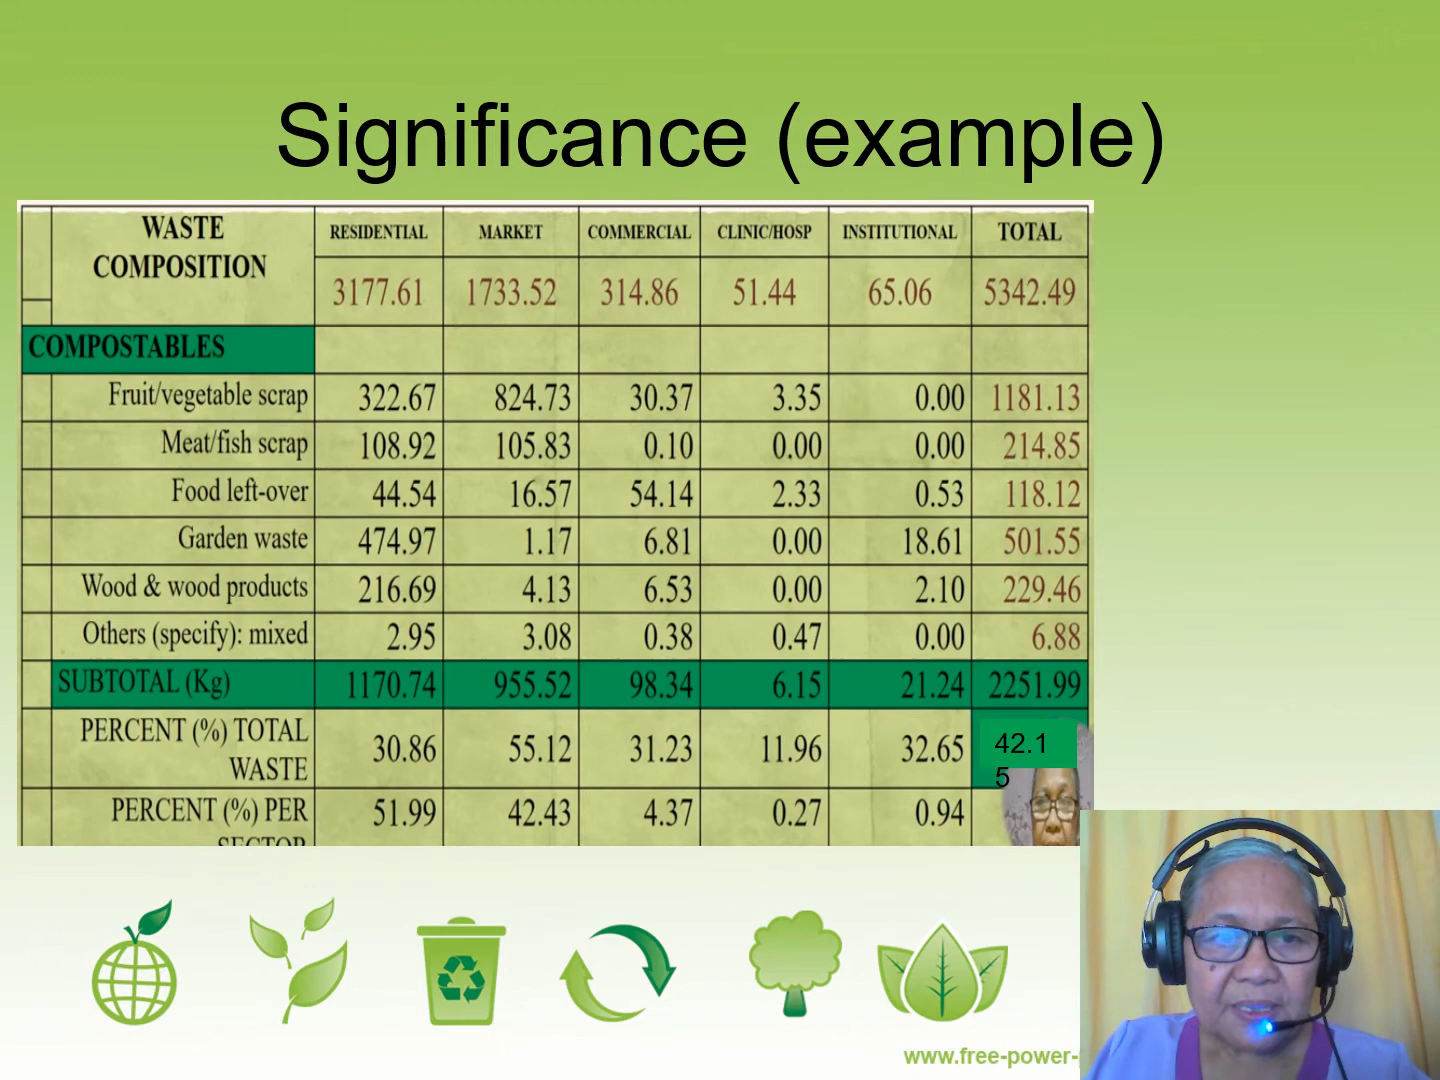 Significance (example)
WASTE COMPOSITION RESIDENTIAL MARKET COMMERCIAL CLINIC/HOSP INSTITUTIONAL TOTAL
3177.61 1733.52 314.86 51.44 65.06 5342.49
COMPOSTABLES
Fruit/vegetable scrap 322.67 824.73 30.37 3.35 0.00 1181.13
Meat/fish scrap 108.92 105.83 0.10 0.00 0.00 214.85
Food left-over 44.54 16.57 54.14 2.33 0.53 118.12
Garden waste 474.97 1.17 6.81 0.00 18.61 501.55
Wood & wood products 216.69 4.13 6.53 0.00 2.10 229.46
Others (specify): mixed 2.95 3.08 0.38 0.47 0.00 6.88
SUBTOTAL (Kg) 1170.74 955.52 98.34 6.15 21.24 2251.99
PERCENT (%) TOTAL WASTE 30.86 55.12 31.23 11.96 32.65 42.15
PERCENT (%) PER SECTOR 51.99 42.43 4.37 0.27 0.94
www.free-power-